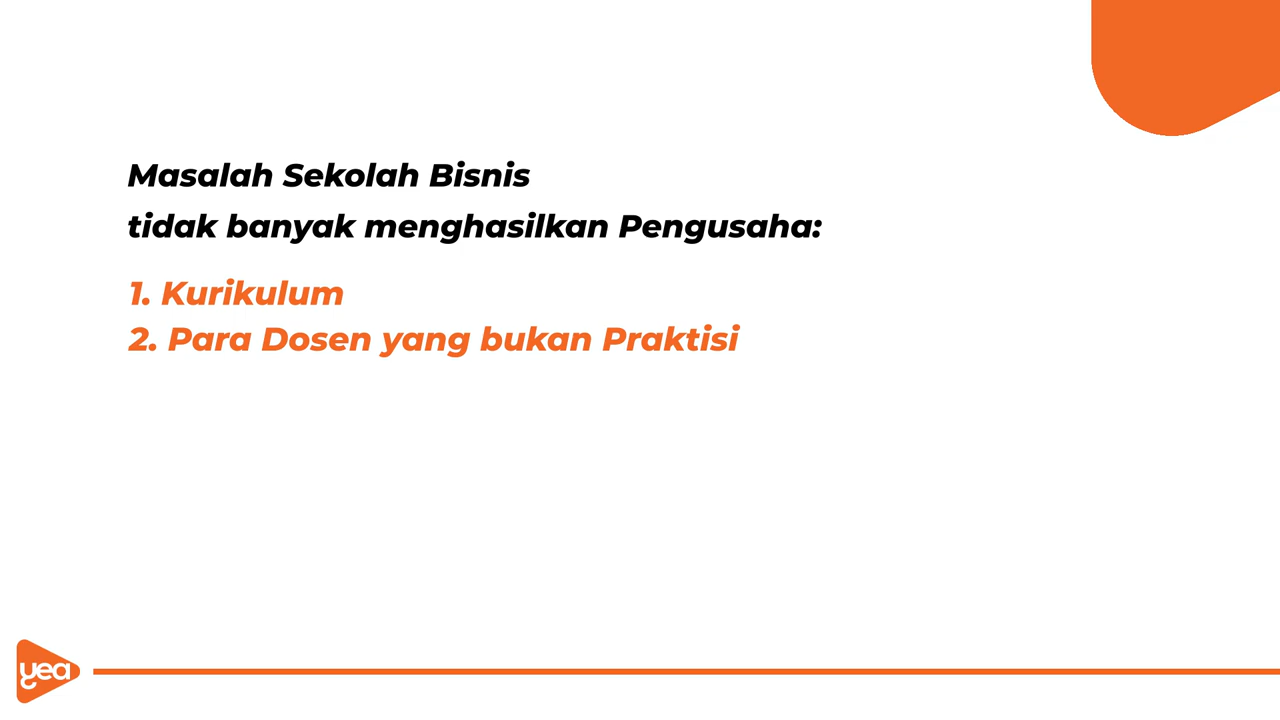 Masalah Sekolah Bisnis
tidak banyak menghasilkan Pengusaha:
1. Kurikulum
2. Para Dosen yang bukan Praktisi
yea